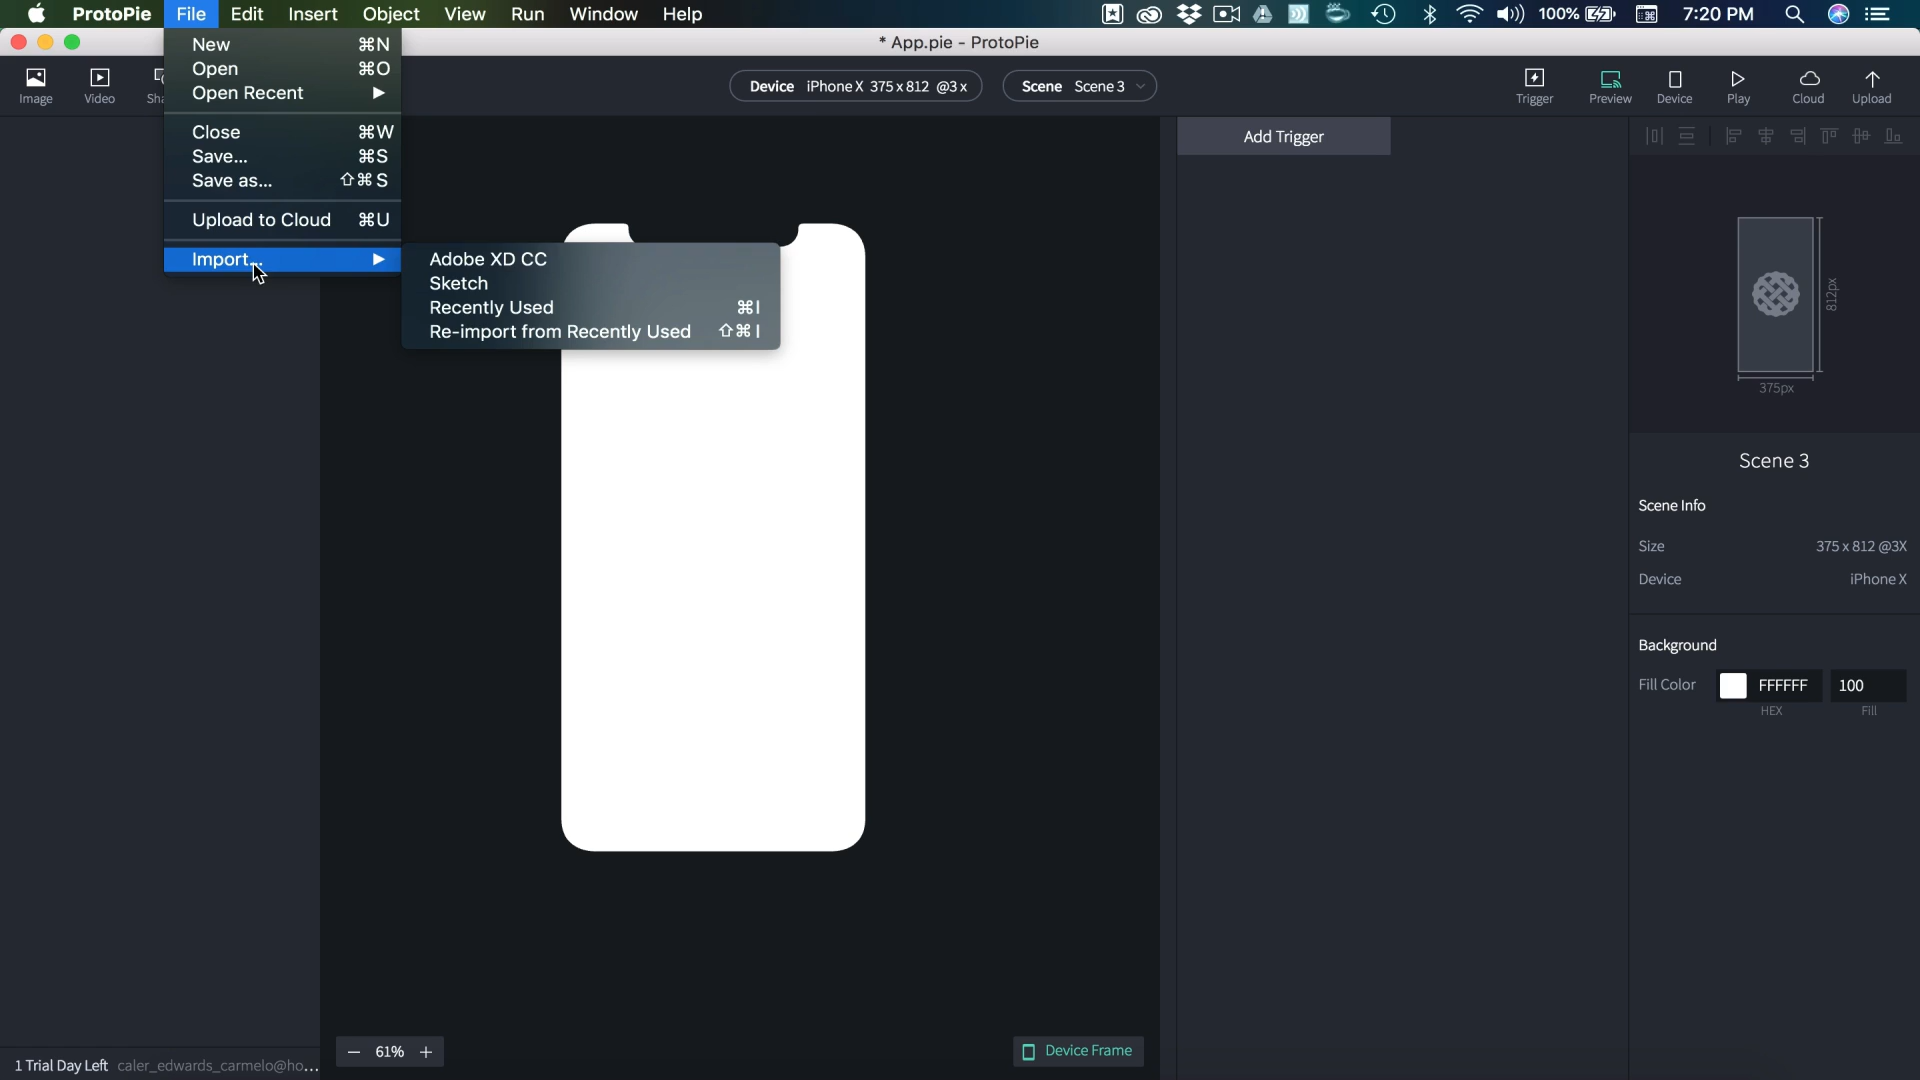 ProtoPie File Edit Insert Object View Run Window Help 100% 7:20 PM
* App.pie - ProtoPie
Image Video Sha
Device iPhone X 375 x 812 @3 x
Scene Scene 3
Trigger Preview Device Play Cloud Upload
New ⌘N
Open ⌘O
Open Recent ▶
Close ⌘W
Save... ⌘S
Save as... ⇧⌘S
Upload to Cloud ⌘U
Import... ▶
Adobe XD CC
Sketch
Recently Used ⌘I
Re-import from Recently Used ⇧⌘I
Add Trigger
812px
375px
Scene 3
Scene Info
Size 375 x 812 @3X
Device iPhone X
Background
Fill Color FFFFFF 100
HEX Fill
1 Trial Day Left caler_edwards_carmelo@ho...
− 61% +
Device Frame